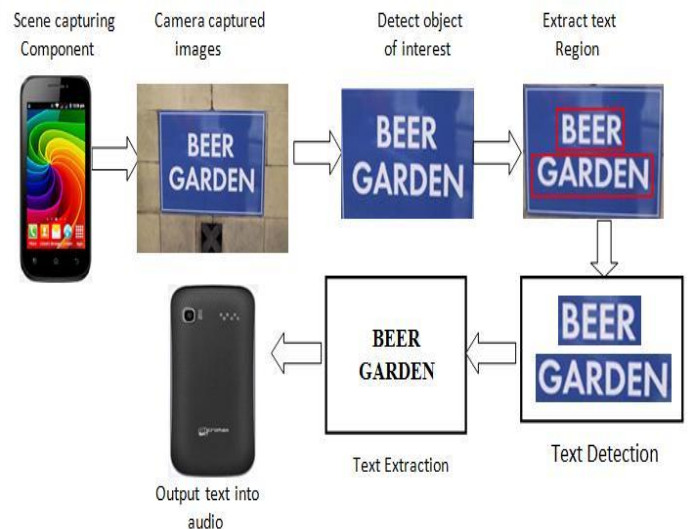 Scene capturing
Component
Camera captured
images
Detect object
of interest
Extract text
Region
BEER
GARDEN
BEER
GARDEN
BEER
GARDEN
BEER
GARDEN
Text Detection
BEER
GARDEN
Text Extraction
Output text into
audio